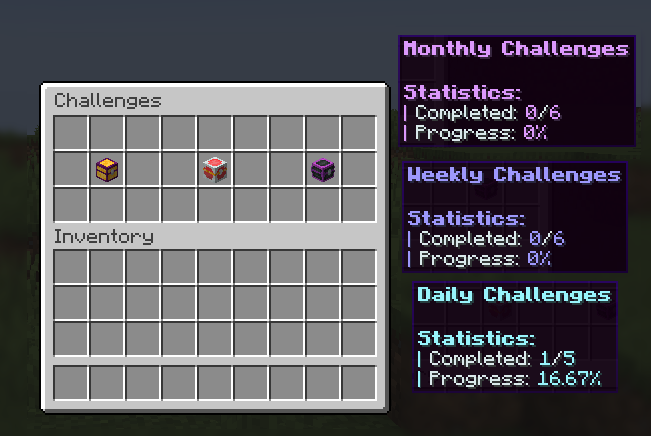 Challenges
Inventory
Monthly Challenges
Statistics:
| Completed: 0/6
| Progress: 0%
Weekly Challenges
Statistics:
| Completed: 0/6
| Progress: 0%
Daily Challenges
Statistics:
| Completed: 1/5
| Progress: 16.67%